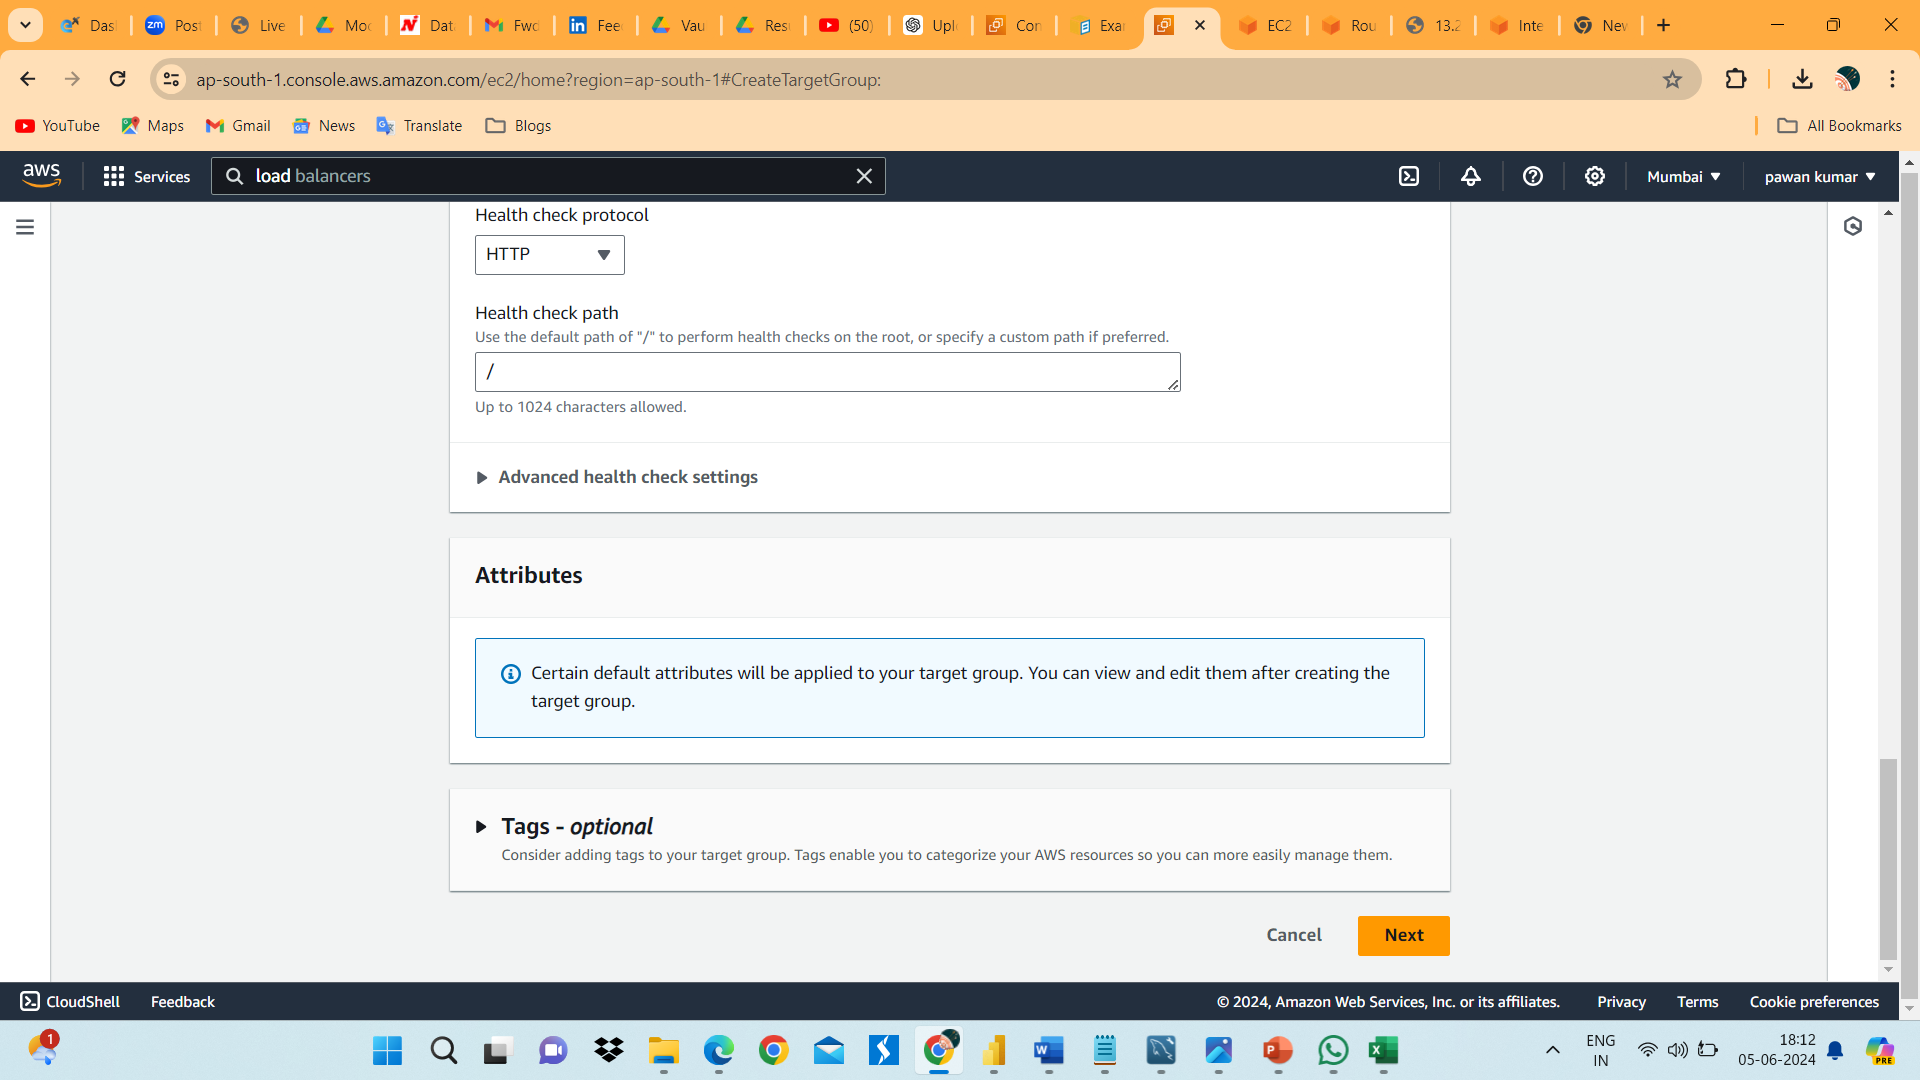 Das
zm
Post
Live
Moc
Dat
Fwd
in
Fee
Vau
Res
(50)
Uplo
Con
Exa
EC2
Rou
13.2
Inte
Nev
ap-south-1.console.aws.amazon.com/ec2/home?region=ap-south-1#CreateTargetGroup:
YouTube
Maps
Gmail
News
Translate
Blogs
All Bookmarks
aws
Services
load balancers
Mumbai
pawan kumar
Health check protocol
HTTP
Health check path
Use the default path of "/" to perform health checks on the root, or specify a custom path if preferred.
/
Up to 1024 characters allowed.
Advanced health check settings
Attributes
Certain default attributes will be applied to your target group. You can view and edit them after creating the
target group.
Tags - optional
Consider adding tags to your target group. Tags enable you to categorize your AWS resources so you can more easily manage them.
Cancel
Next
CloudShell
Feedback
© 2024, Amazon Web Services, Inc. or its affiliates.
Privacy
Terms
Cookie preferences
1
ENG
IN
18:12
05-06-2024
PRE